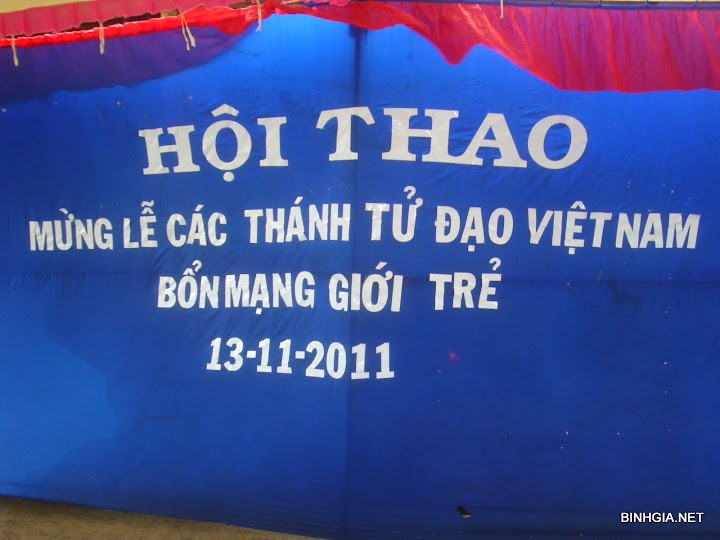 HỘI THAO
MỪNG LỄ CÁC THÁNH TỬ ĐẠO VIỆT NAM
BỔN MẠNG GIỚI TRẺ
13-11-2011
BINHGIA.NET